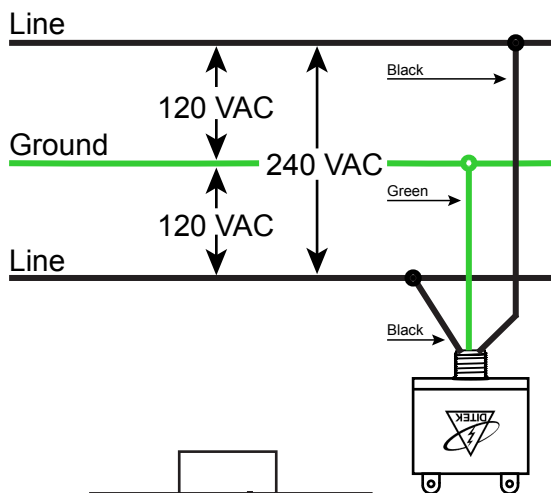 Line
Black
120 VAC
Ground
240 VAC
Green
120 VAC
Line
Black
DITEK